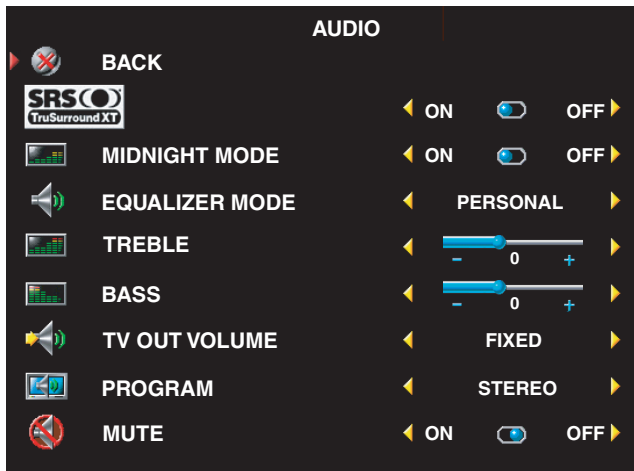 AUDIO
BACK
SRS
TruSurround XT
ON OFF
MIDNIGHT MODE ON OFF
EQUALIZER MODE PERSONAL
TREBLE - 0 +
BASS - 0 +
TV OUT VOLUME FIXED
PROGRAM STEREO
MUTE ON OFF